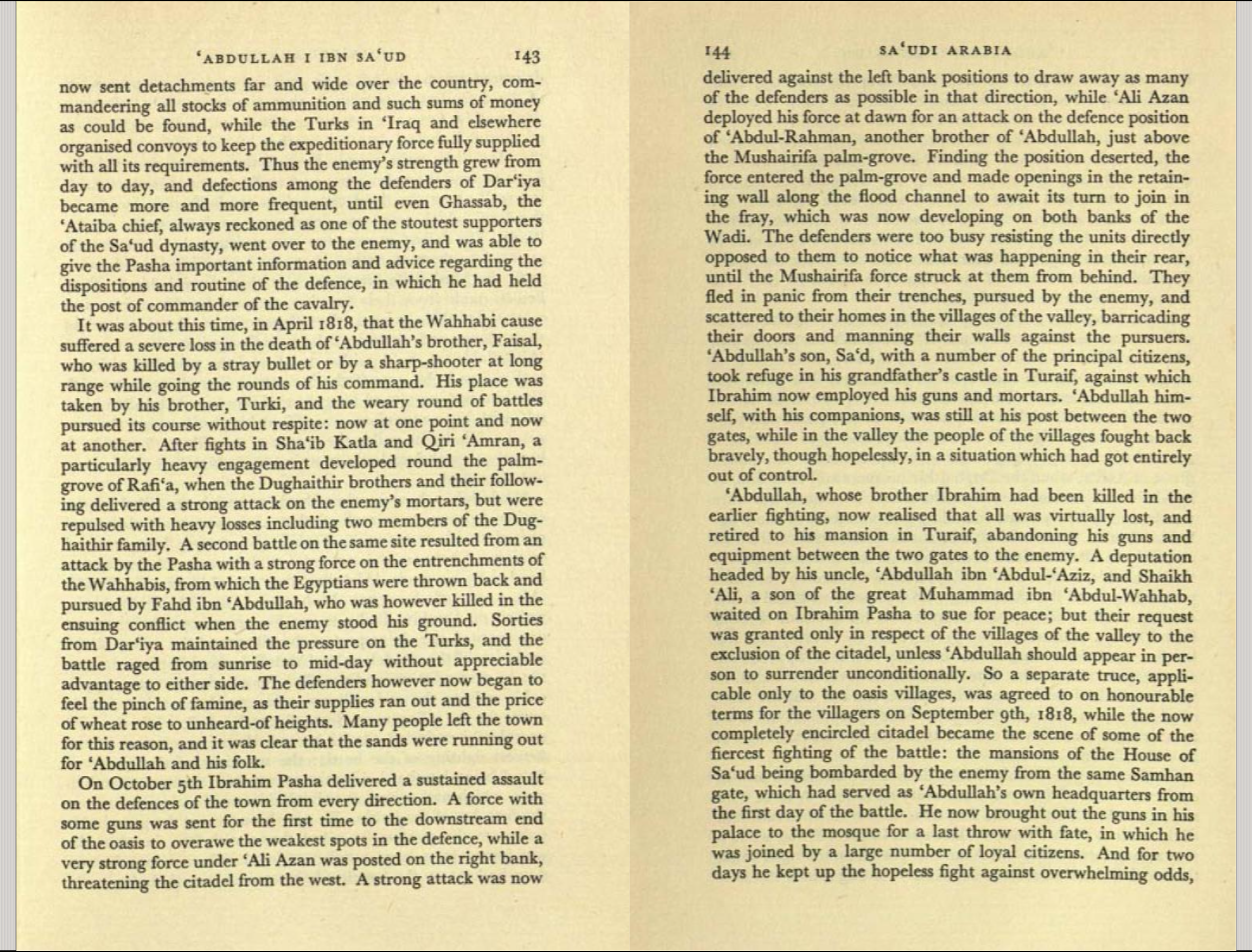 ‘ABDULLAH I IBN SA‘UD 143
now sent detachments far and wide over the country, com-
mandeering all stocks of ammunition and such sums of money
as could be found, while the Turks in ‘Iraq and elsewhere
organised convoys to keep the expeditionary force fully supplied
with all its requirements. Thus the enemy’s strength grew from
day to day, and defections among the defenders of Dar‘iya
became more and more frequent, until even Ghassab, the
‘Ataiba chief, always reckoned as one of the stoutest supporters
of the Sa‘ud dynasty, went over to the enemy, and was able to
give the Pasha important information and advice regarding the
dispositions and routine of the defence, in which he had held
the post of commander of the cavalry.
It was about this time, in April 1818, that the Wahhabi cause
suffered a severe loss in the death of ‘Abdullah’s brother, Faisal,
who was killed by a stray bullet or by a sharp-shooter at long
range while going the rounds of his command. His place was
taken by his brother, Turki, and the weary round of battles
pursued its course without respite: now at one point and now
at another. After fights in Sha‘ib Katla and Qiri ‘Amran, a
particularly heavy engagement developed round the palm-
grove of Rafi‘a, when the Dughaithir brothers and their follow-
ing delivered a strong attack on the enemy’s mortars, but were
repulsed with heavy losses including two members of the Dug-
haithir family. A second battle on the same site resulted from an
attack by the Pasha with a strong force on the entrenchments of
the Wahhabis, from which the Egyptians were thrown back and
pursued by Fahd ibn ‘Abdullah, who was however killed in the
ensuing conflict when the enemy stood his ground. Sorties
from Dar‘iya maintained the pressure on the Turks, and the
battle raged from sunrise to mid-day without appreciable
advantage to either side. The defenders however now began to
feel the pinch of famine, as their supplies ran out and the price
of wheat rose to unheard-of heights. Many people left the town
for this reason, and it was clear that the sands were running out
for ‘Abdullah and his folk.
On October 5th Ibrahim Pasha delivered a sustained assault
on the defences of the town from every direction. A force with
some guns was sent for the first time to the downstream end
of the oasis to overawe the weakest spots in the defence, while a
very strong force under ‘Ali Azan was posted on the right bank,
threatening the citadel from the west. A strong attack was now
144 SA‘UDI ARABIA
delivered against the left bank positions to draw away as many
of the defenders as possible in that direction, while ‘Ali Azan
deployed his force at dawn for an attack on the defence position
of ‘Abdul-Rahman, another brother of ‘Abdullah, just above
the Mushairifa palm-grove. Finding the position deserted, the
force entered the palm-grove and made openings in the retain-
ing wall along the flood channel to await its turn to join in
the fray, which was now developing on both banks of the
Wadi. The defenders were too busy resisting the units directly
opposed to them to notice what was happening in their rear,
until the Mushairifa force struck at them from behind. They
fled in panic from their trenches, pursued by the enemy, and
scattered to their homes in the villages of the valley, barricading
their doors and manning their walls against the pursuers.
‘Abdullah’s son, Sa‘d, with a number of the principal citizens,
took refuge in his grandfather’s castle in Turaif, against which
Ibrahim now employed his guns and mortars. ‘Abdullah him-
self, with his companions, was still at his post between the two
gates, while in the valley the people of the villages fought back
bravely, though hopelessly, in a situation which had got entirely
out of control.
‘Abdullah, whose brother Ibrahim had been killed in the
earlier fighting, now realised that all was virtually lost, and
retired to his mansion in Turaif, abandoning his guns and
equipment between the two gates to the enemy. A deputation
headed by his uncle, ‘Abdullah ibn ‘Abdul-‘Aziz, and Shaikh
‘Ali, a son of the great Muhammad ibn ‘Abdul-Wahhab,
waited on Ibrahim Pasha to sue for peace; but their request
was granted only in respect of the villages of the valley to the
exclusion of the citadel, unless ‘Abdullah should appear in per-
son to surrender unconditionally. So a separate truce, appli-
cable only to the oasis villages, was agreed to on honourable
terms for the villagers on September 9th, 1818, while the now
completely encircled citadel became the scene of some of the
fiercest fighting of the battle: the mansions of the House of
Sa‘ud being bombarded by the enemy from the same Samhan
gate, which had served as ‘Abdullah’s own headquarters from
the first day of the battle. He now brought out the guns in his
palace to the mosque for a last throw with fate, in which he
was joined by a large number of loyal citizens. And for two
days he kept up the hopeless fight against overwhelming odds,